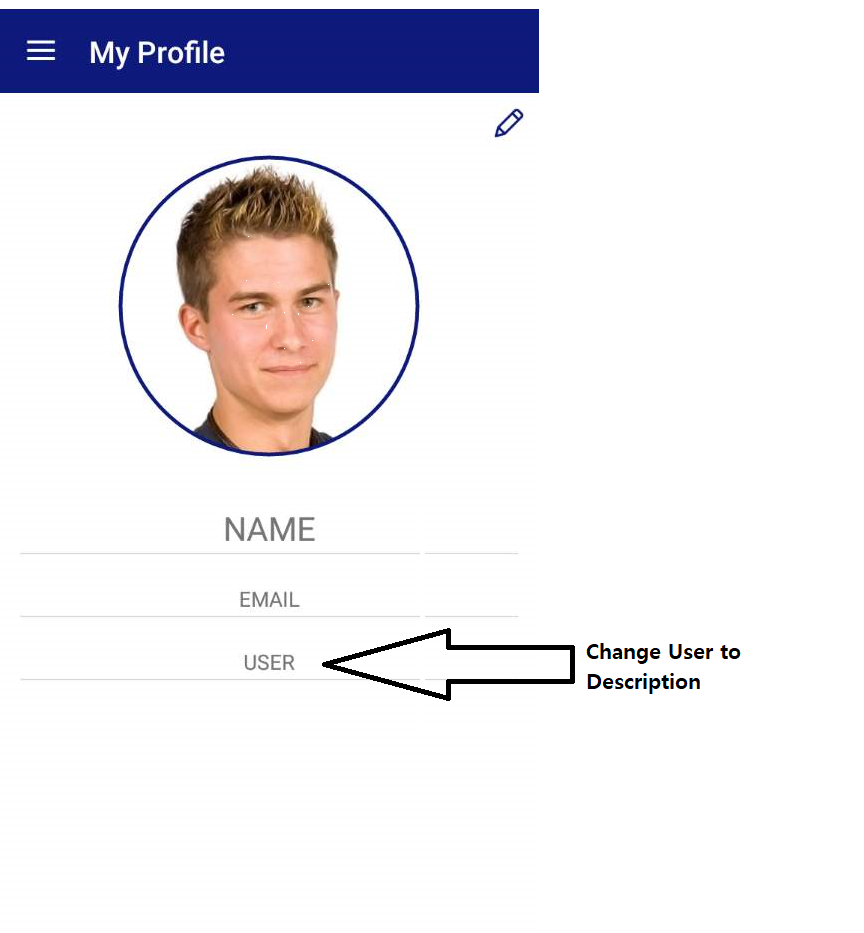 My Profile
NAME
EMAIL
USER
Change User to
Description